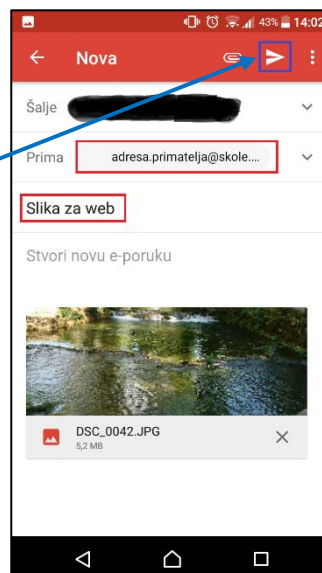 43% 14:02
Nova
Šalje
Prima adresa.primatelja@skole....
Slika za web
Stvori novu e-poruku
DSC_0042.JPG
5,2 MB